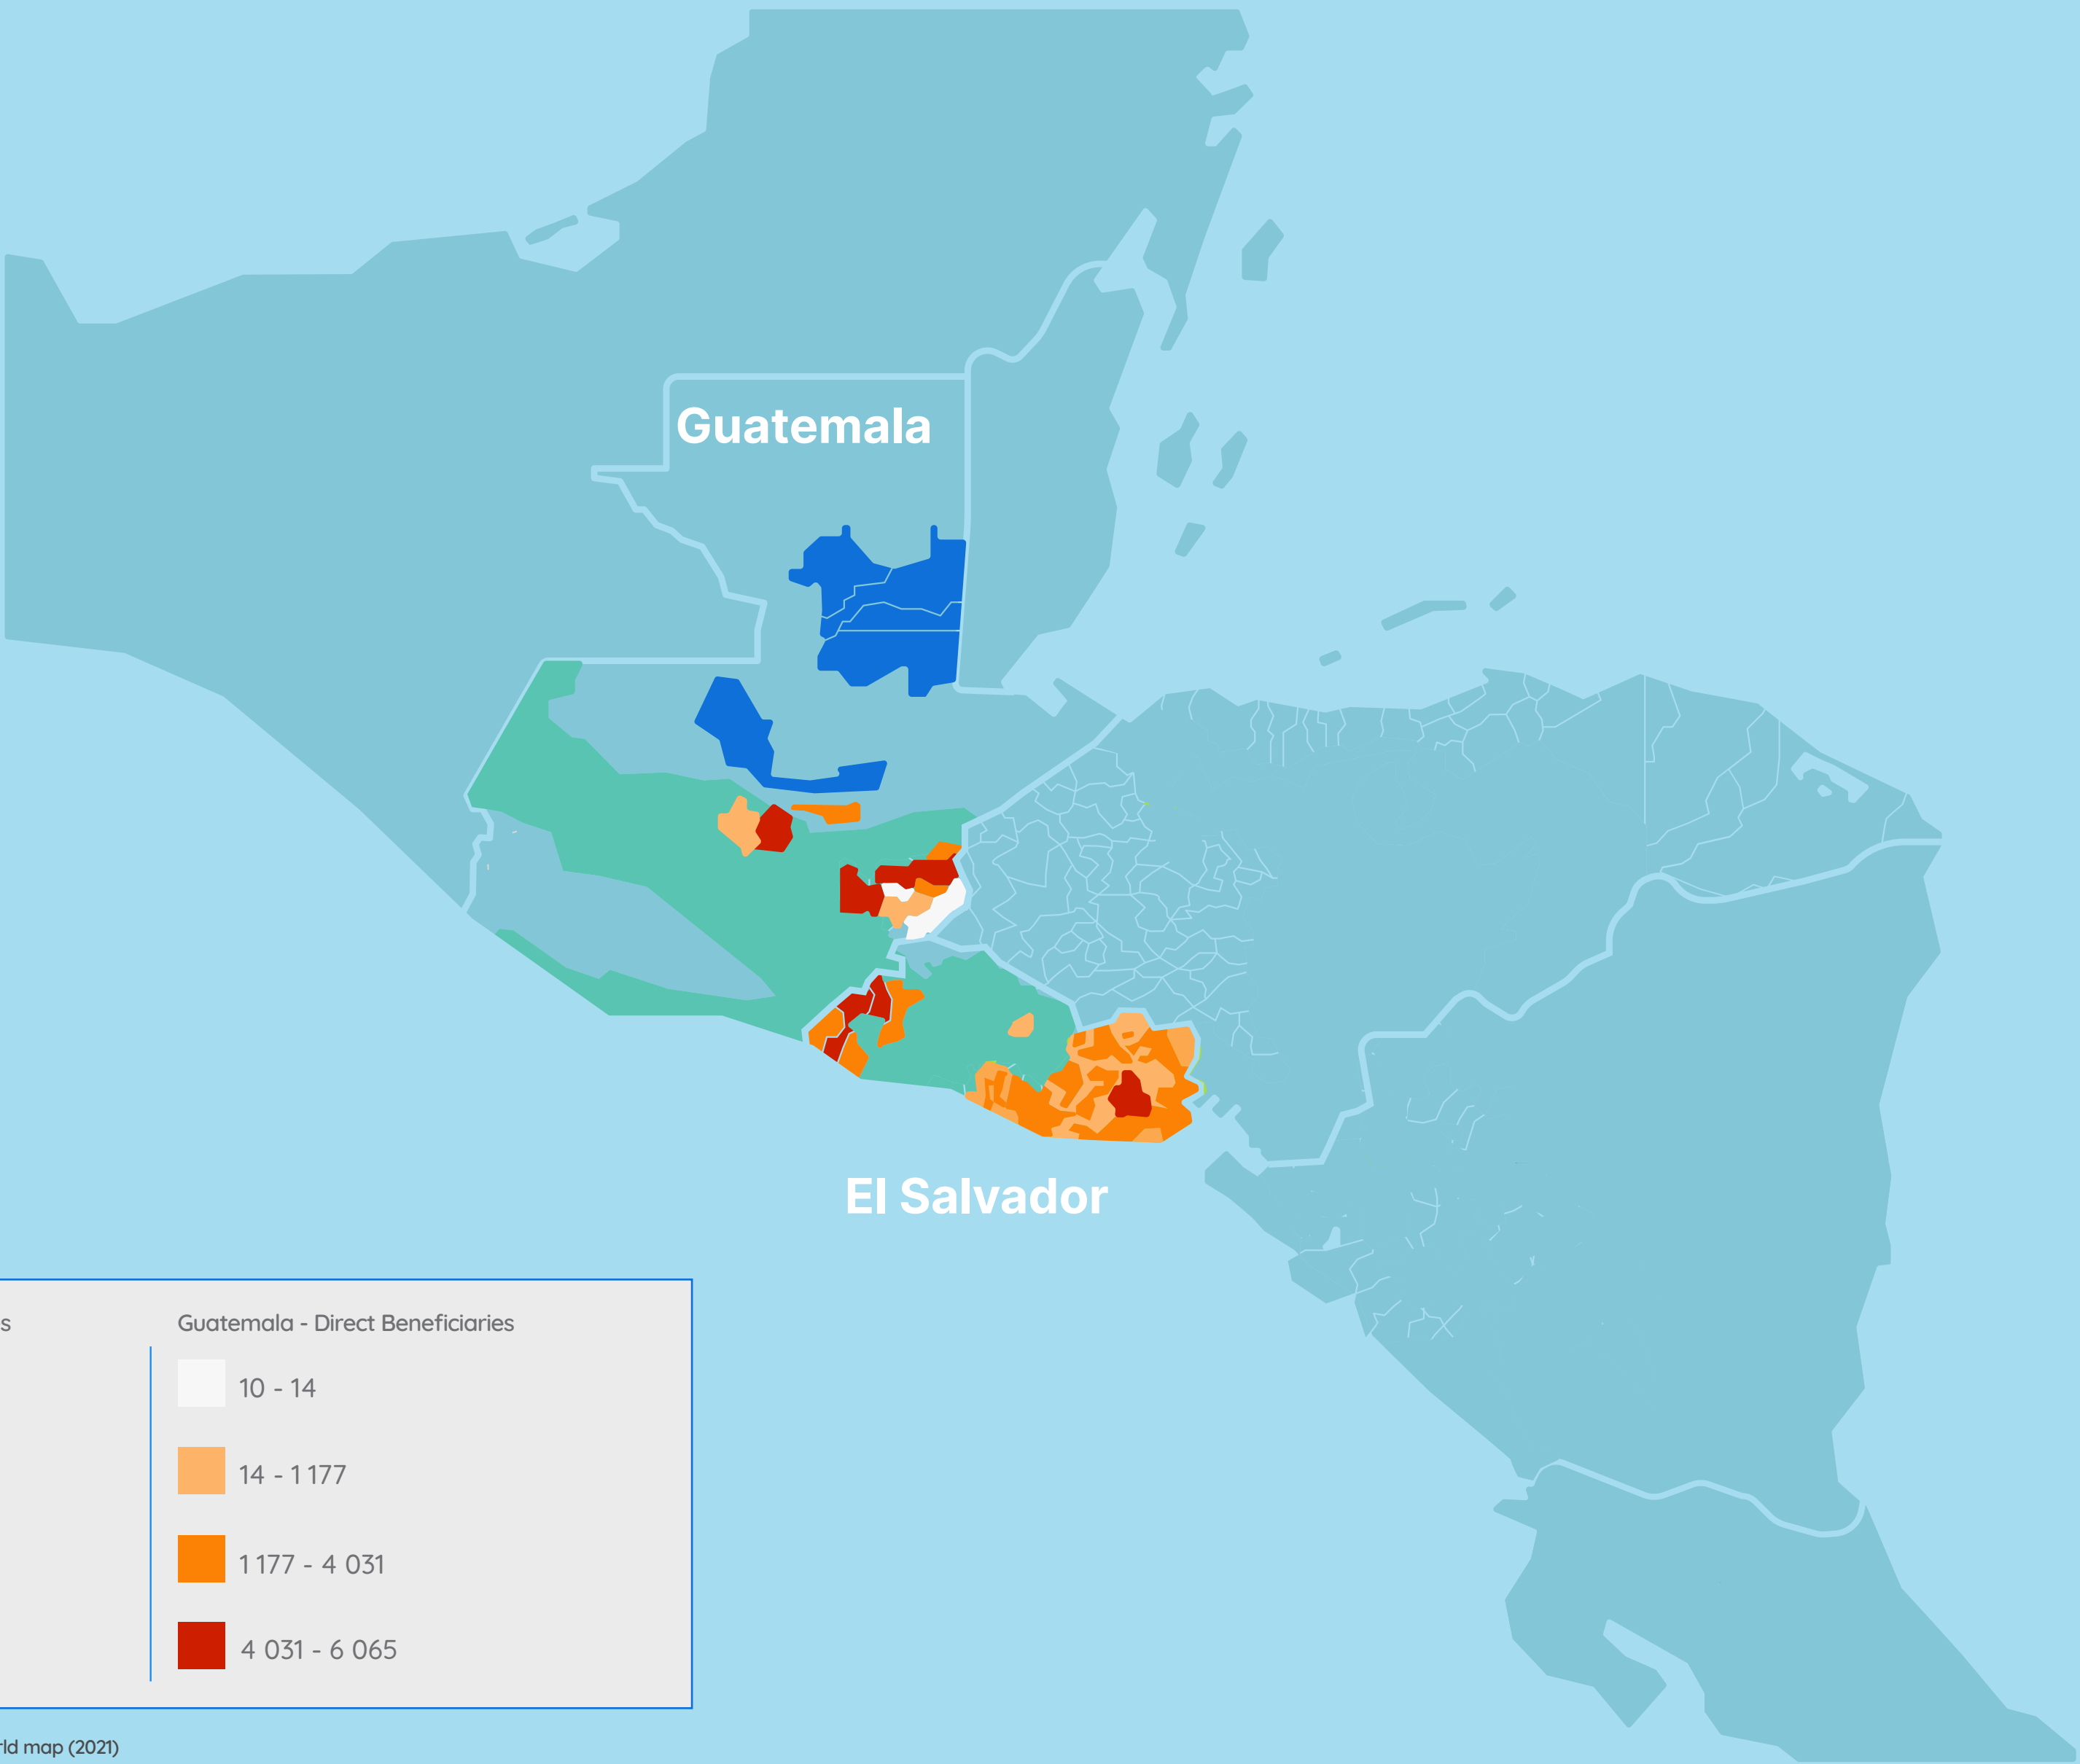 Guatemala
El Salvador
s
Guatemala - Direct Beneficiaries
10 - 14
14 - 1 177
1 177 - 4 031
4 031 - 6 065
rld map (2021)